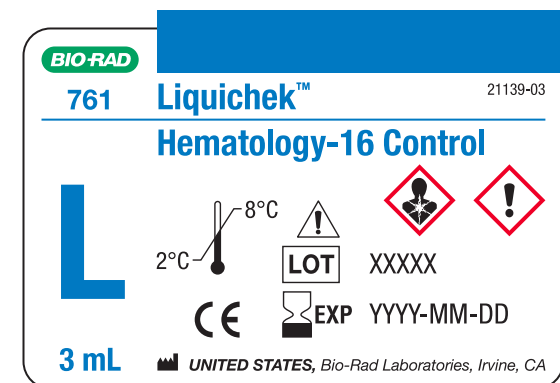 BIO-RAD
761 Liquichek™ 21139-03
Hematology-16 Control
L
8°C
2°C
LOT XXXXX
CE EXP YYYY-MM-DD
3 mL UNITED STATES, Bio-Rad Laboratories, Irvine, CA